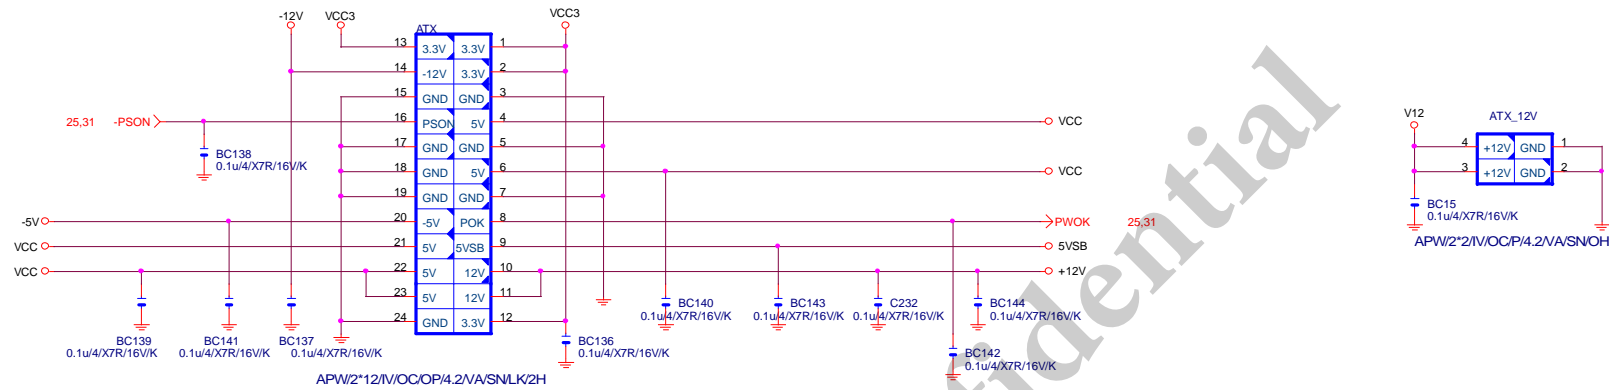 -12V
VCC3
VCC3
ATX
13 3.3V 3.3V 1
14 -12V 3.3V 2
15 GND GND 3
25,31 -PSON 16 PSON 5V 4 VCC
17 GND GND 5
18 GND 5V 6 VCC
19 GND GND 7
-5V 20 -5V POK 8 PWOK 25,31
VCC 21 5V 5VSB 9 5VSB
VCC 22 5V 12V 10 +12V
23 5V 12V 11
24 GND 3.3V 12
BC138
0.1u/4/X7R/16V/K
BC139
0.1u/4/X7R/16V/K
BC141
0.1u/4/X7R/16V/K
BC137
0.1u/4/X7R/16V/K
BC136
0.1u/4/X7R/16V/K
BC140
0.1u/4/X7R/16V/K
BC143
0.1u/4/X7R/16V/K
C232
0.1u/4/X7R/16V/K
BC144
0.1u/4/X7R/16V/K
BC142
0.1u/4/X7R/16V/K
APW/2*12/IV/OC/OP/4.2/VA/SN/LK/2H
V12
ATX_12V
4 +12V GND 1
3 +12V GND 2
BC15
0.1u/4/X7R/16V/K
APW/2*2/IV/OC/P/4.2/VA/SN/OH
fidential